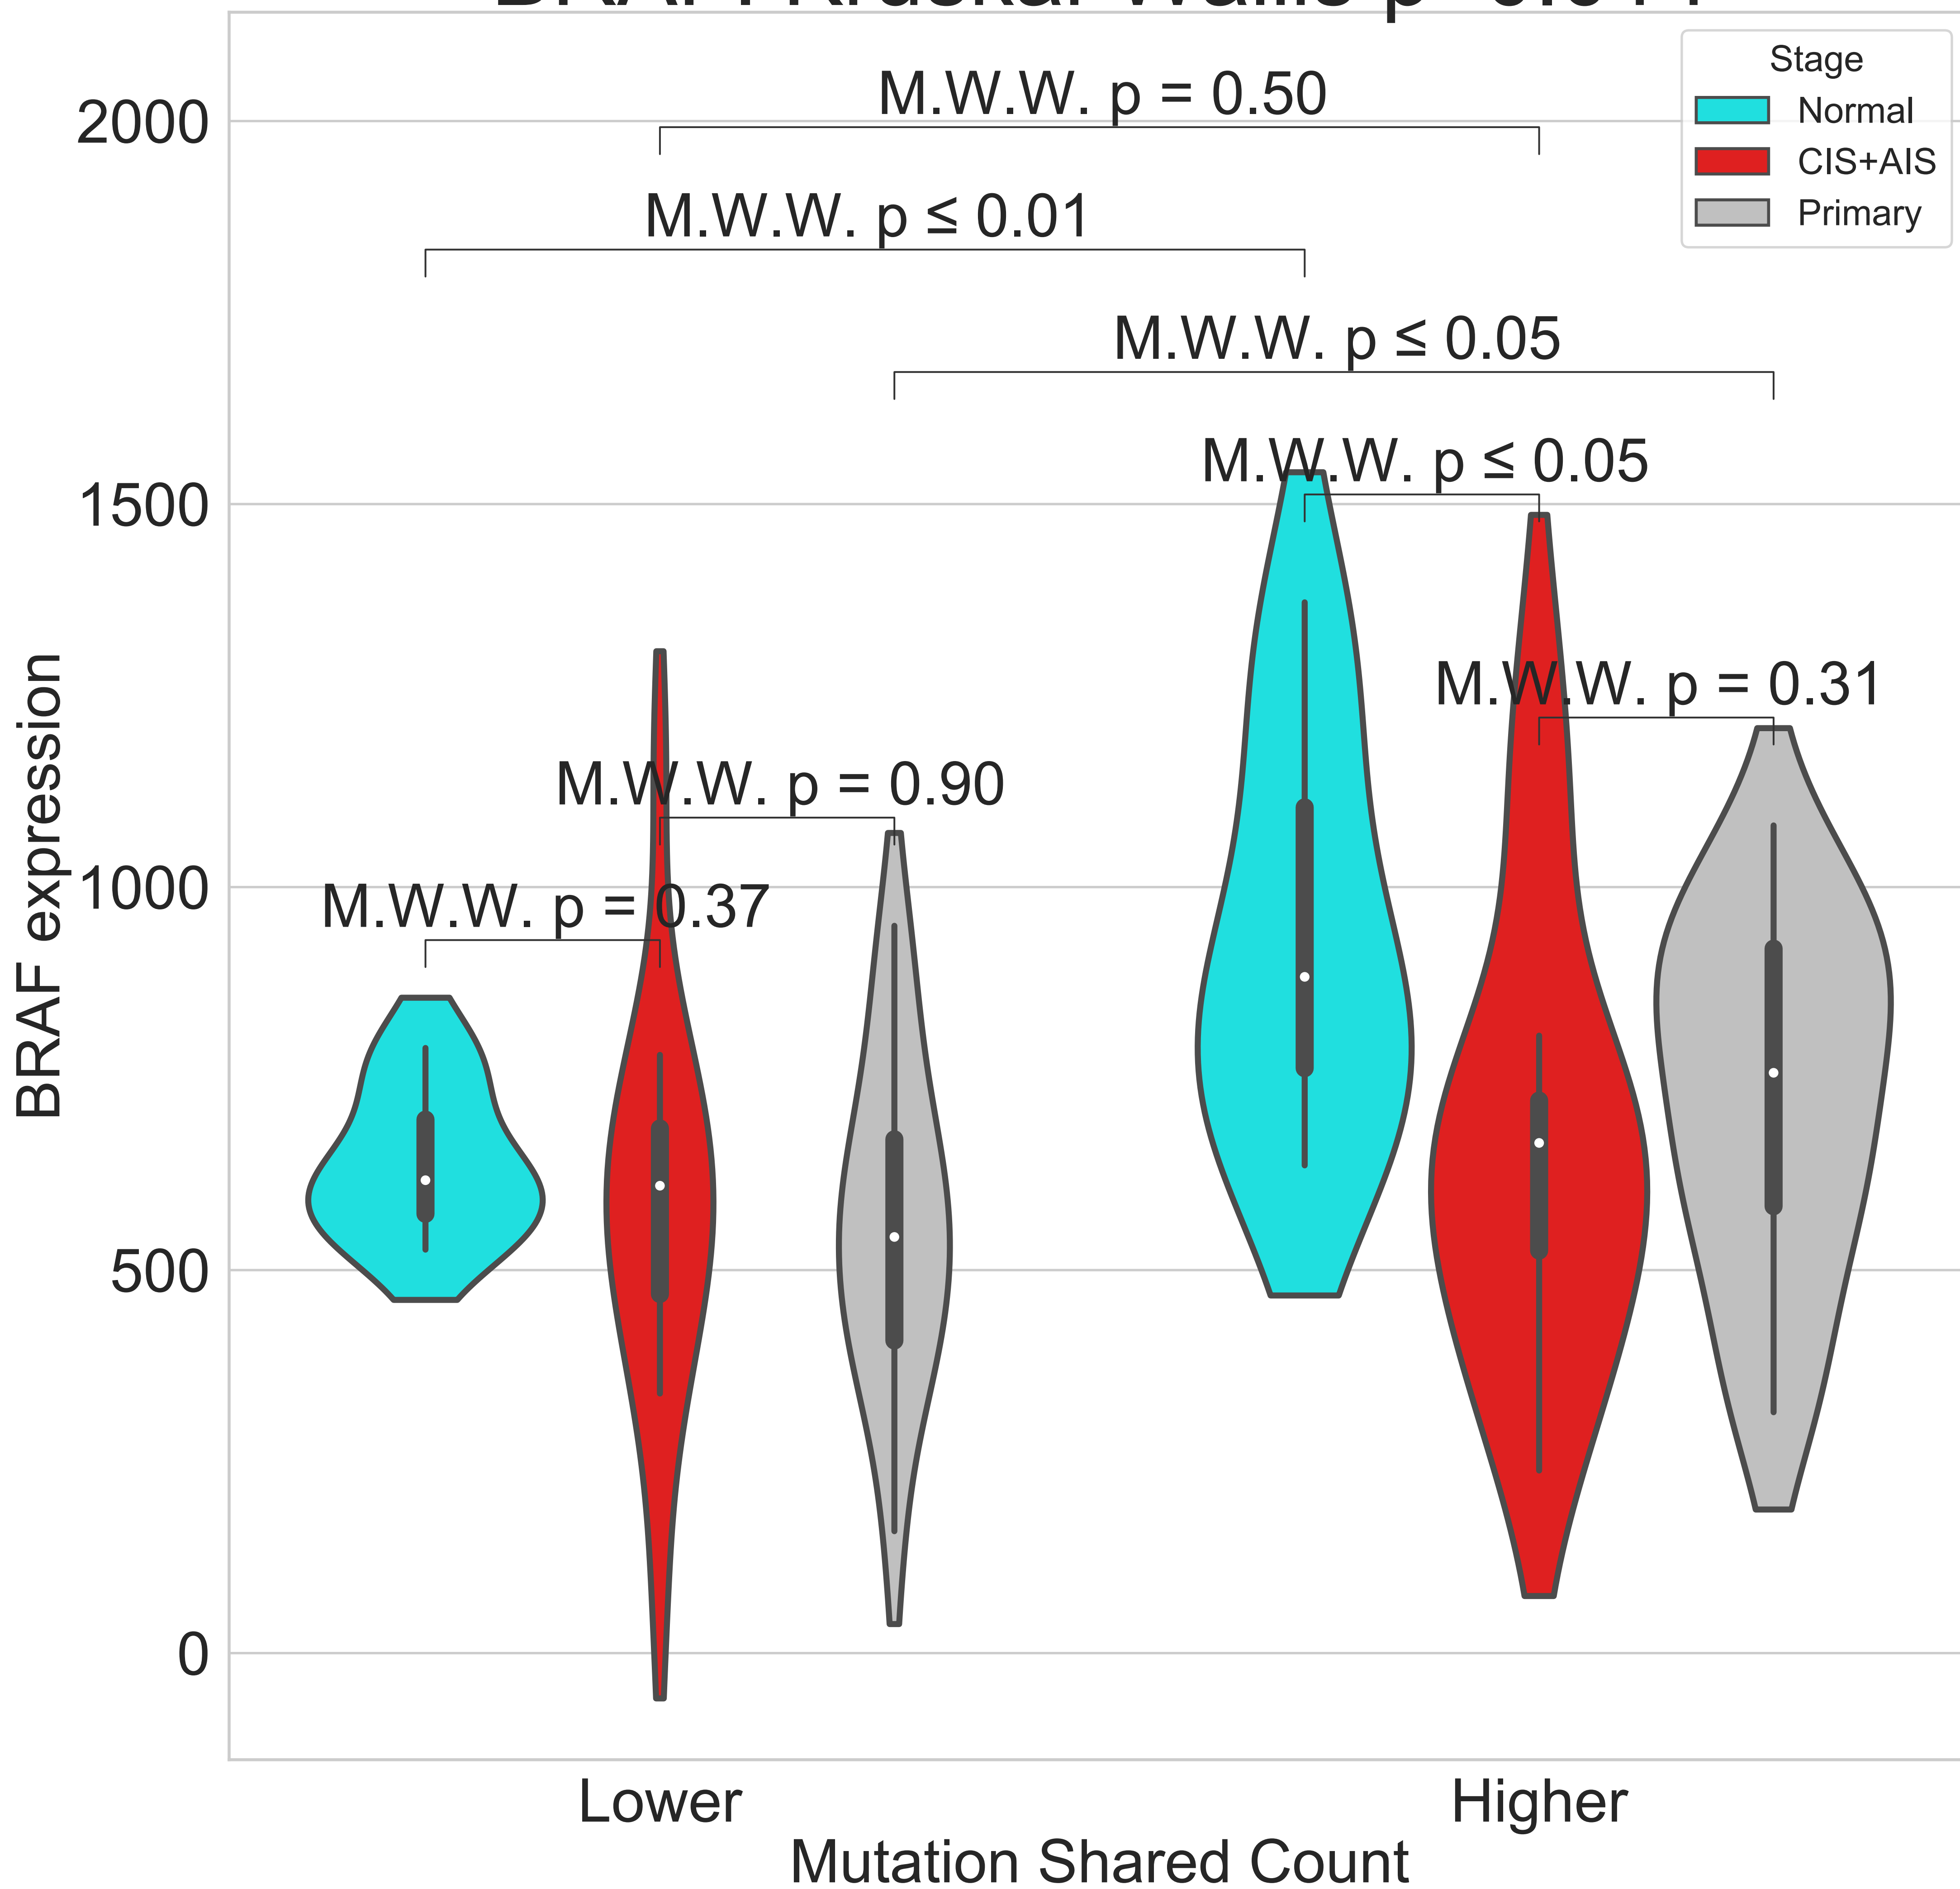 Stage
Normal
CIS+AIS
Primary
M.W.W. p = 0.50
M.W.W. p ≤ 0.01
M.W.W. p ≤ 0.05
M.W.W. p ≤ 0.05
M.W.W. p = 0.31
M.W.W. p = 0.90
M.W.W. p = 0.37
2000
1500
1000
500
0
BRAF expression
Lower
Higher
Mutation Shared Count